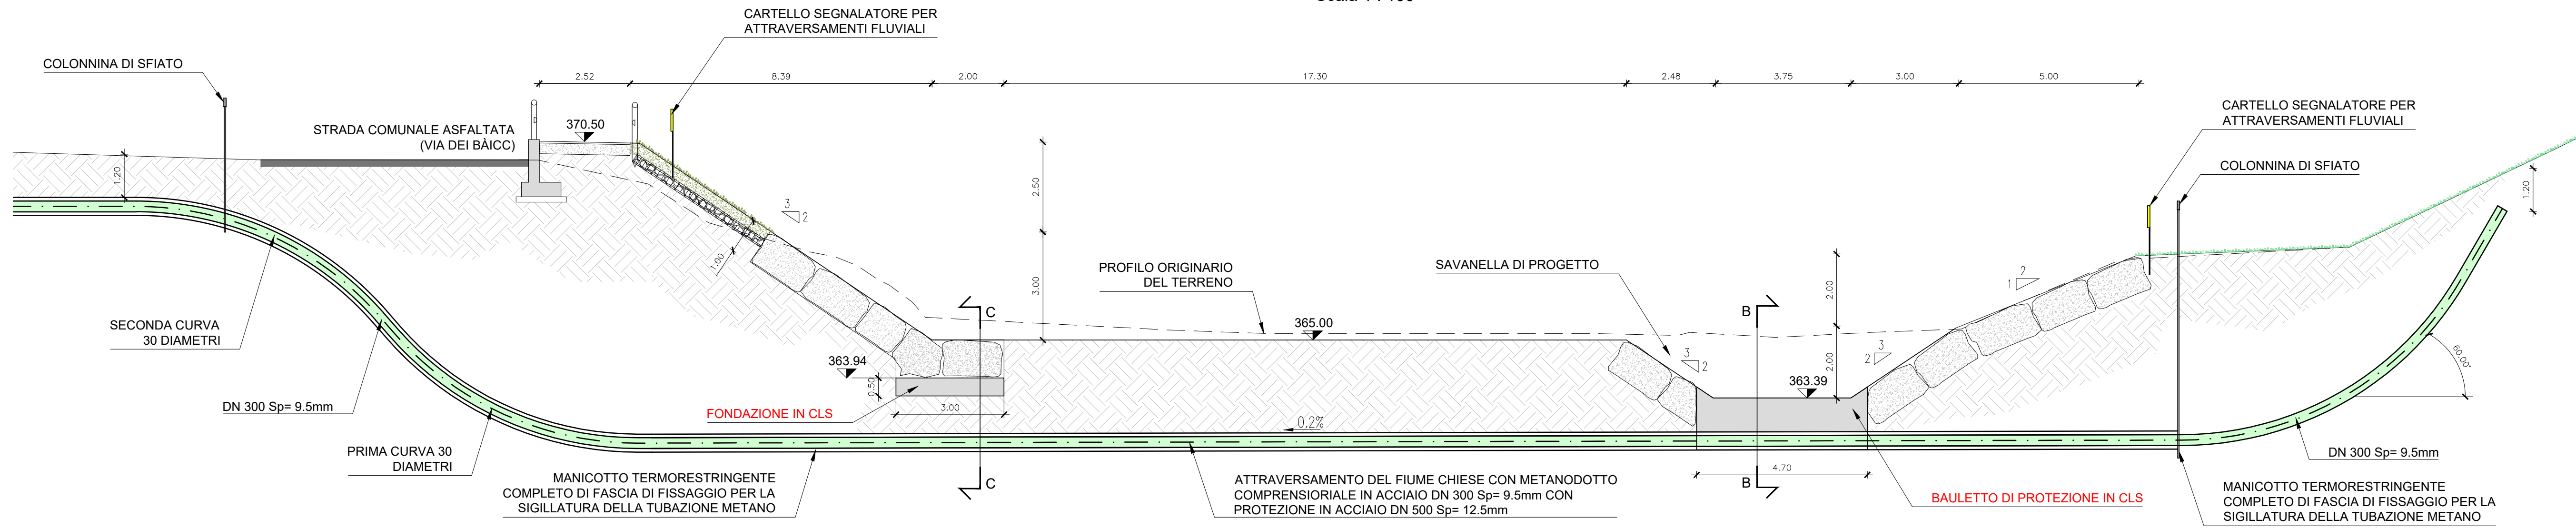 CARTELLO SEGNALATORE PER
ATTRAVERSAMENTI FLUVIALI
COLONNINA DI SFIATO
2.52
8.39
2.00
17.30
2.48
3.75
3.00
5.00
STRADA COMUNALE ASFALTATA
(VIA DEI BÀICC)
370.50
1.20
2.50
3.00
1.00
3
2
CARTELLO SEGNALATORE PER
ATTRAVERSAMENTI FLUVIALI
COLONNINA DI SFIATO
1.20
PROFILO ORIGINARIO
DEL TERRENO
SAVANELLA DI PROGETTO
2
1
2.00
2.00
C
B
365.00
SECONDA CURVA
30 DIAMETRI
363.94
0.50
3.00
3
2
3
2
363.39
60.00°
DN 300 Sp= 9.5mm
FONDAZIONE IN CLS
0,2%
PRIMA CURVA 30
DIAMETRI
MANICOTTO TERMORESTRINGENTE
COMPLETO DI FASCIA DI FISSAGGIO PER LA
SIGILLATURA DELLA TUBAZIONE METANO
C
ATTRAVERSAMENTO DEL FIUME CHIESE CON METANODOTTO
COMPRENSIORIALE IN ACCIAIO DN 300 Sp= 9.5mm CON
PROTEZIONE IN ACCIAIO DN 500 Sp= 12.5mm
4.70
B
BAULETTO DI PROTEZIONE IN CLS
DN 300 Sp= 9.5mm
MANICOTTO TERMORESTRINGENTE
COMPLETO DI FASCIA DI FISSAGGIO PER LA
SIGILLATURA DELLA TUBAZIONE METANO